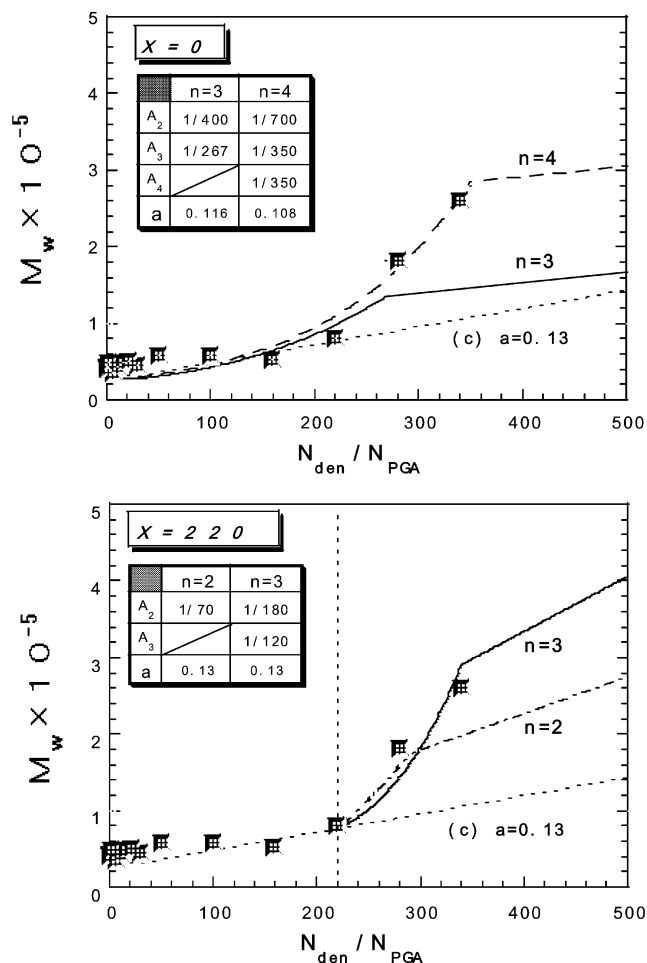 5
X = 0
n=3 n=4
A2 1/400 1/700
4
A3 1/267 1/350
A4 1/350
a 0. 116 0. 108
3
n=4
Mw × 10^-5
2
n=3
1
(c) a=0. 13
0
0 100 200 300 400 500
Nden / NPGA
5
X = 2 2 0
n=2 n=3
A2 1/70 1/180
4
A3 1/120
a 0. 13 0. 13
3
n=3
n=2
Mw × 10^-5
2
1
(c) a=0. 13
0
0 100 200 300 400 500
Nden / NPGA